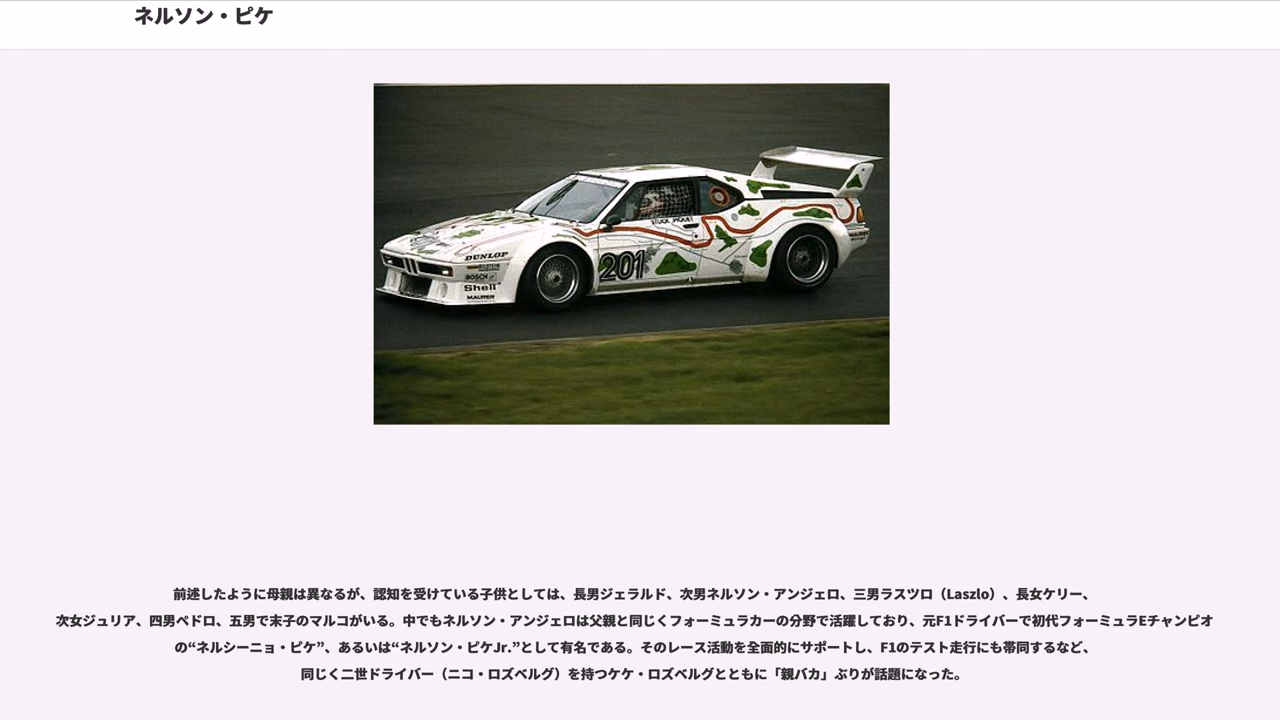 ネルソン・ピケ
STUCK PIQUET
DUNLOP
BOSCH
201
Shell
MAURER
前述したように母親は異なるが、認知を受けている子供としては、長男ジェラルド、次男ネルソン・アンジェロ、三男ラスツロ（Laszlo）、長女ケリー、
次女ジュリア、四男ペドロ、五男で末子のマルコがいる。中でもネルソン・アンジェロは父親と同じくフォーミュラカーの分野で活躍しており、元F1ドライバーで初代フォーミュラEチャンピオ
の“ネルシーニョ・ピケ”、あるいは“ネルソン・ピケJr.”として有名である。そのレース活動を全面的にサポートし、F1のテスト走行にも帯同するなど、
同じく二世ドライバー（ニコ・ロズベルグ）を持つケケ・ロズベルグとともに「親バカ」ぶりが話題になった。